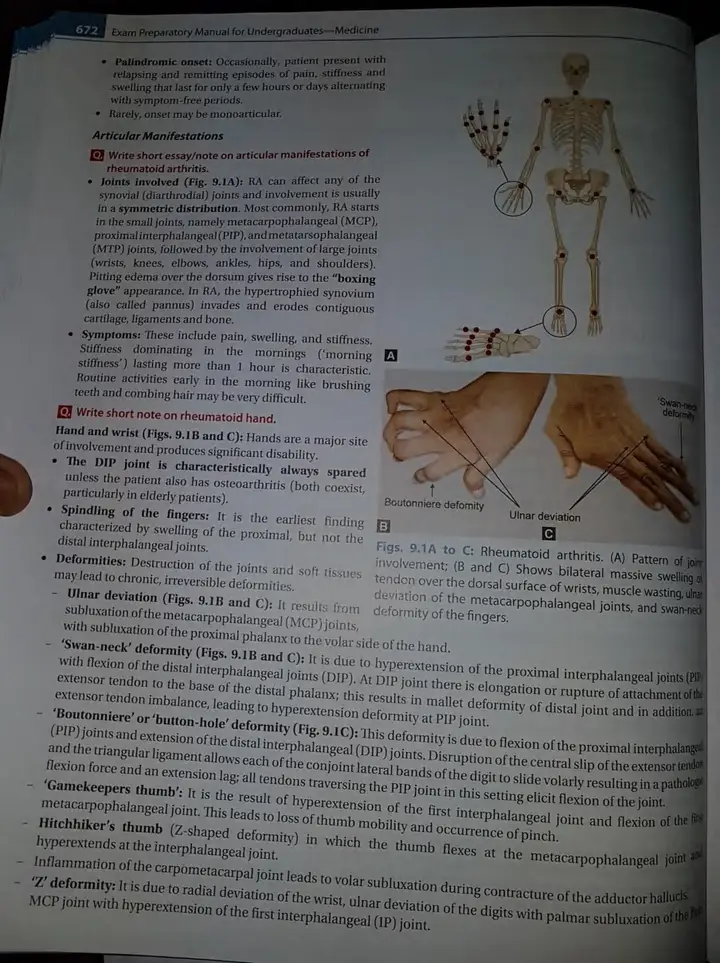 672 Exam Preparatory Manual for Undergraduates—Medicine
• Palindromic onset: Occasionally, patient present with
relapsing and remitting episodes of pain, stiffness and
swelling that last for only a few hours or days alternating
with symptom-free periods.
• Rarely, onset may be monoarticular.
Articular Manifestations
Q. Write short essay/note on articular manifestations of
rheumatoid arthritis.
• Joints involved (Fig. 9.1A): RA can affect any of the
synovial (diarthrodial) joints and involvement is usually
in a symmetric distribution. Most commonly, RA starts
in the small joints, namely metacarpophalangeal (MCP),
proximal interphalangeal (PIP), and metatarsophalangeal
(MTP) joints, followed by the involvement of large joints
(wrists, knees, elbows, ankles, hips, and shoulders).
Pitting edema over the dorsum gives rise to the “boxing
glove” appearance. In RA, the hypertrophied synovium
(also called pannus) invades and erodes contiguous
cartilage, ligaments and bone.
• Symptoms: These include pain, swelling, and stiffness.
Stiffness dominating in the mornings (‘morning
stiffness’) lasting more than 1 hour is characteristic.
Routine activities early in the morning like brushing
teeth and combing hair may be very difficult.
Q. Write short note on rheumatoid hand.
Hand and wrist (Figs. 9.1B and C): Hands are a major site
of involvement and produces significant disability.
• The DIP joint is characteristically always spared
unless the patient also has osteoarthritis (both coexist,
particularly in elderly patients).
• Spindling of the fingers: It is the earliest finding
characterized by swelling of the proximal, but not the
distal interphalangeal joints.
• Deformities: Destruction of the joints and soft tissues
may lead to chronic, irreversible deformities.
– Ulnar deviation (Figs. 9.1B and C): It results from
subluxation of the metacarpophalangeal (MCP) joints,
with subluxation of the proximal phalanx to the volar side of the hand.
A
‘Swan-neck
deformity
Boutonniere defomity
Ulnar deviation
B
C
Figs. 9.1A to C: Rheumatoid arthritis. (A) Pattern of joint
involvement; (B and C) Shows bilateral massive swelling of
tendon over the dorsal surface of wrists, muscle wasting, ulnar
deviation of the metacarpophalangeal joints, and swan-neck
deformity of the fingers.
– ‘Swan-neck’ deformity (Figs. 9.1B and C): It is due to hyperextension of the proximal interphalangeal joints (PIP
with flexion of the distal interphalangeal joints (DIP). At DIP joint there is elongation or rupture of attachment of the
extensor tendon to the base of the distal phalanx; this results in mallet deformity of distal joint and in addition, an
extensor tendon imbalance, leading to hyperextension deformity at PIP joint.
– ‘Boutonniere’ or ‘button-hole’ deformity (Fig. 9.1C): This deformity is due to flexion of the proximal interphalangeal
(PIP) joints and extension of the distal interphalangeal (DIP) joints. Disruption of the central slip of the extensor tendon
and the triangular ligament allows each of the conjoint lateral bands of the digit to slide volarly resulting in a
flexion force and an extension lag; all tendons traversing the PIP joint in this setting elicit flexion of the joint.
– ‘Gamekeepers thumb’: It is the result of hyperextension of the first interphalangeal joint and flexion of the first
metacarpophalangeal joint. This leads to loss of thumb mobility and occurrence of pinch.
– Hitchhiker’s thumb (Z-shaped deformity) in which the thumb flexes at the metacarpophalangeal joint and
hyperextends at the interphalangeal joint.
– Inflammation of the carpometacarpal joint leads to volar subluxation during contracture of the adductor hallucis.
– ‘Z’ deformity: It is due to radial deviation of the wrist, ulnar deviation of the digits with palmar subluxation of the
MCP joint with hyperextension of the first interphalangeal (IP) joint.